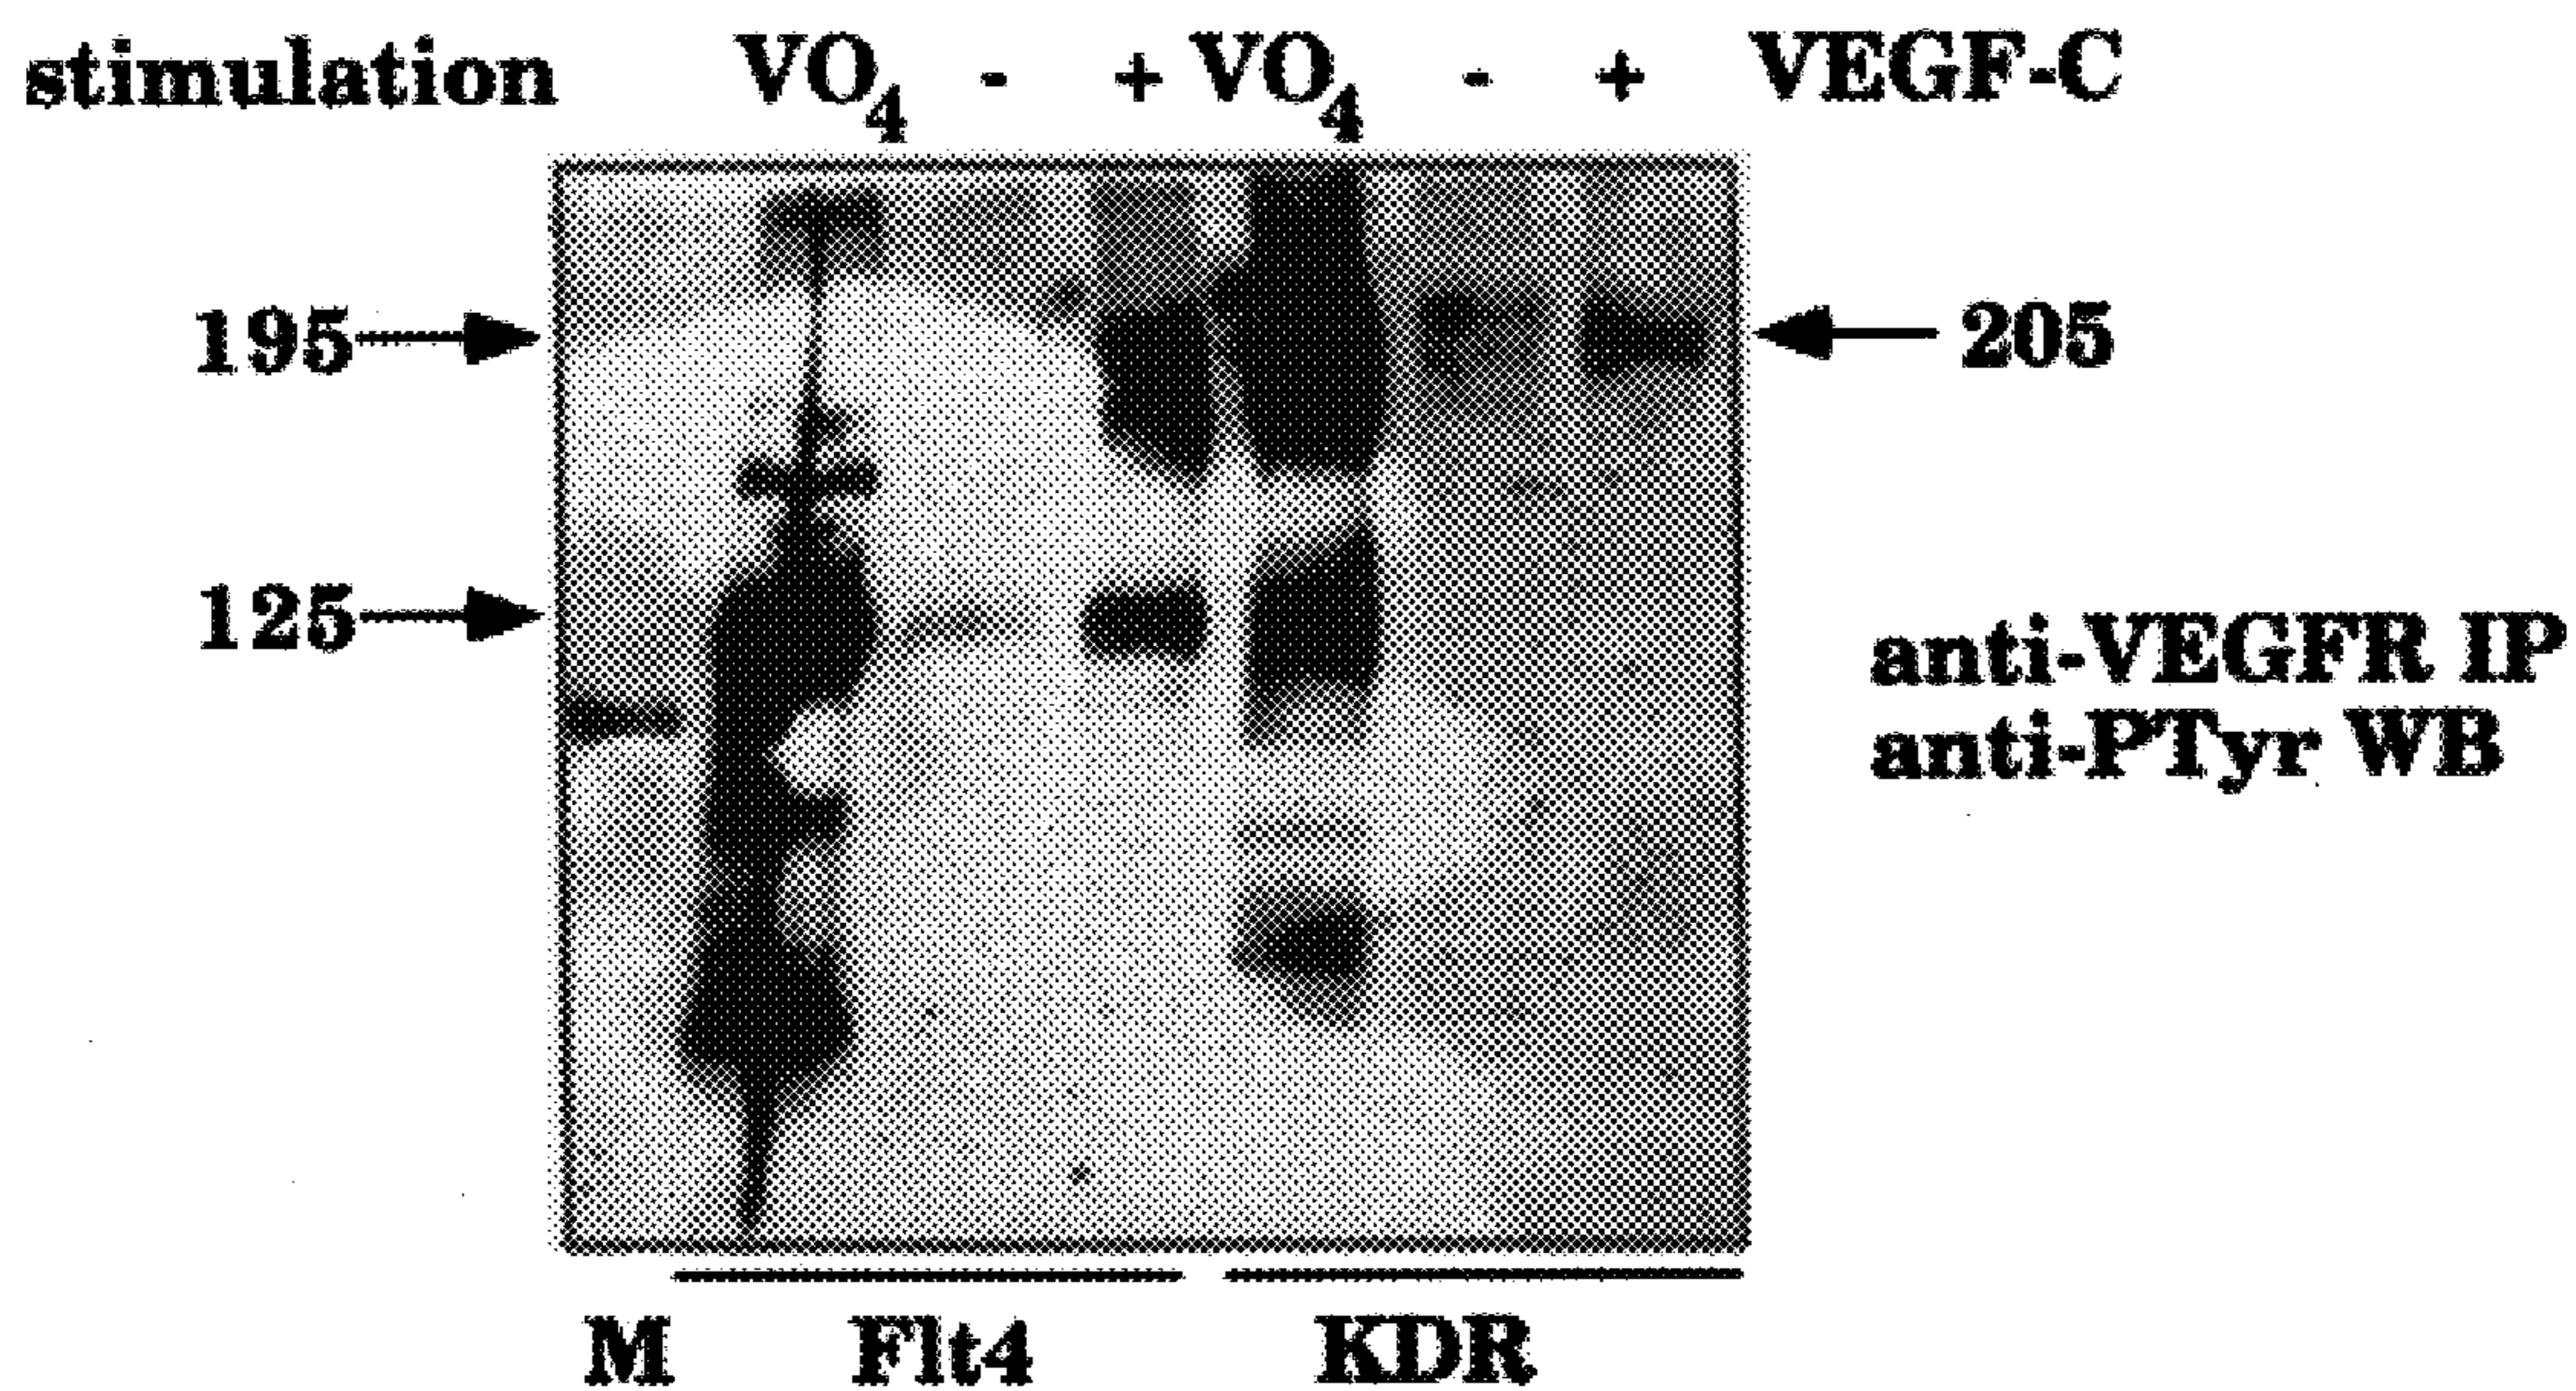 stimulation VO4 - + VO4 - + VEGF-C
195 205
125
anti-VEGFR IP
anti-PTyr WB
M Flt4 KDR